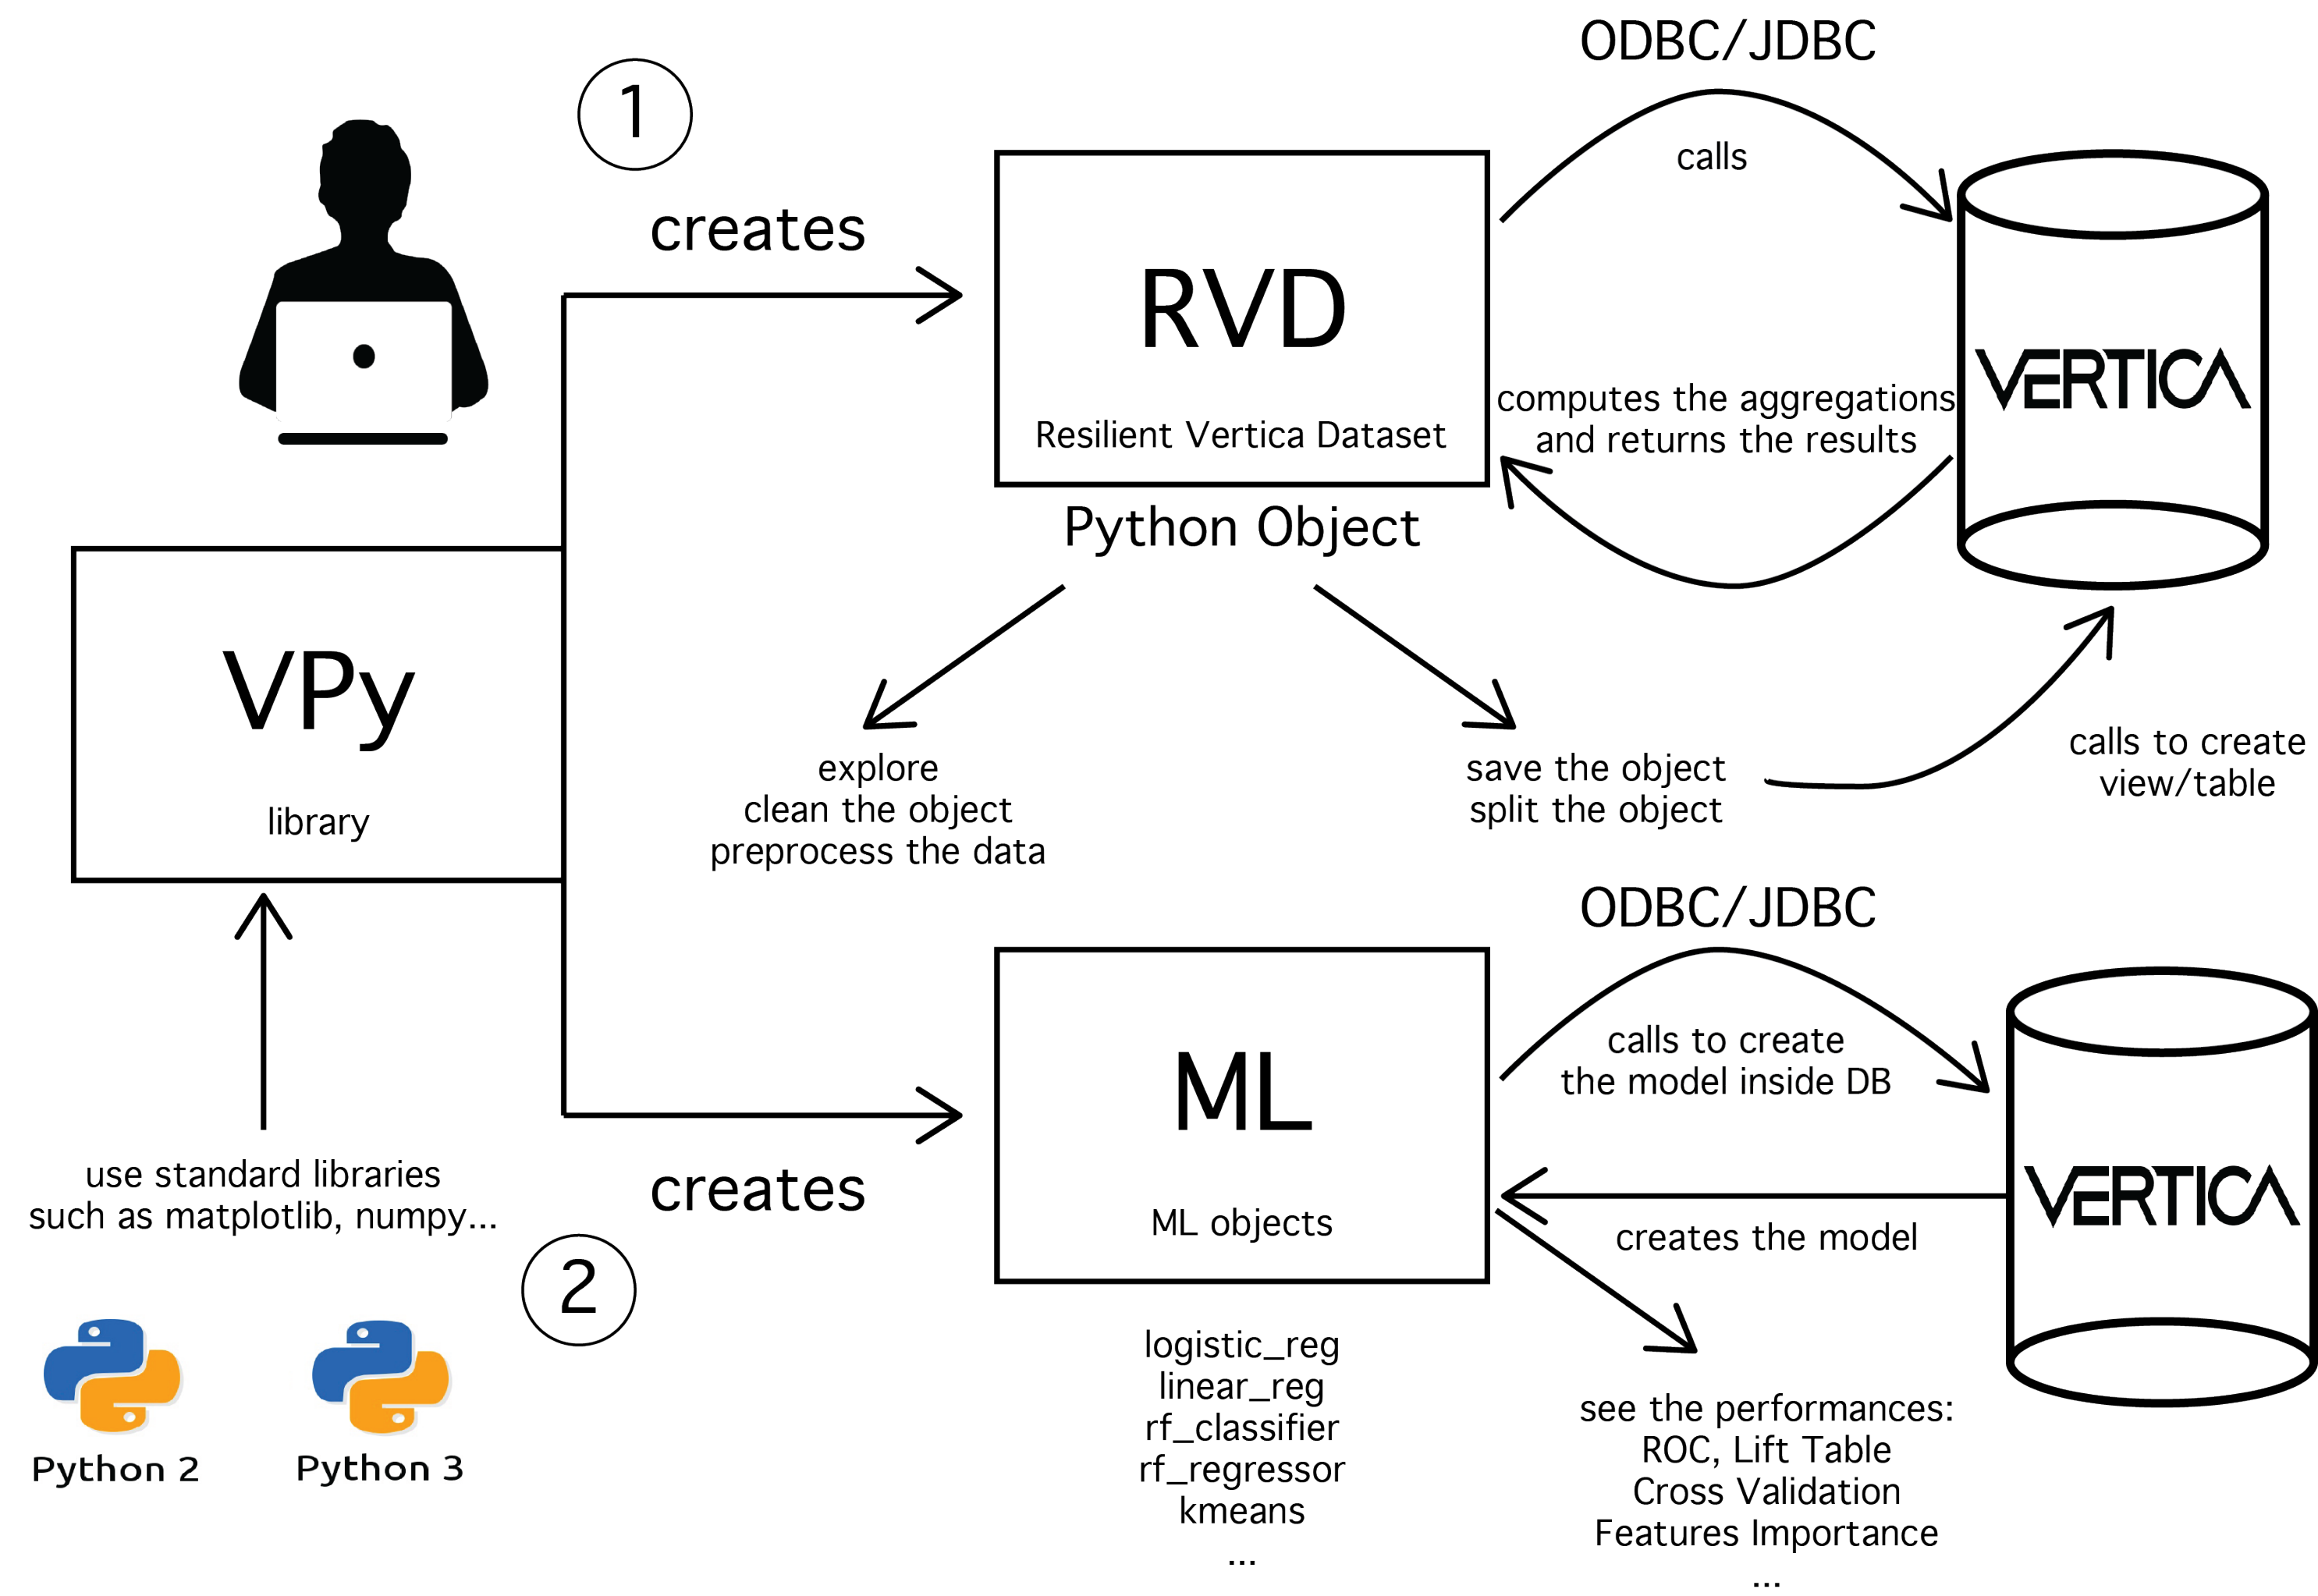 1
creates
RVD
Resilient Vertica Dataset
Python Object
ODBC/JDBC
calls
computes the aggregations
and returns the results
VERTICA
VPy
library
explore
clean the object
preprocess the data
save the object
split the object
calls to create
view/table
use standard libraries
such as matplotlib, numpy...
Python 2
Python 3
2
creates
ML
ML objects
logistic_reg
linear_reg
rf_classifier
rf_regressor
kmeans
...
ODBC/JDBC
calls to create
the model inside DB
creates the model
VERTICA
see the performances:
ROC, Lift Table
Cross Validation
Features Importance
...